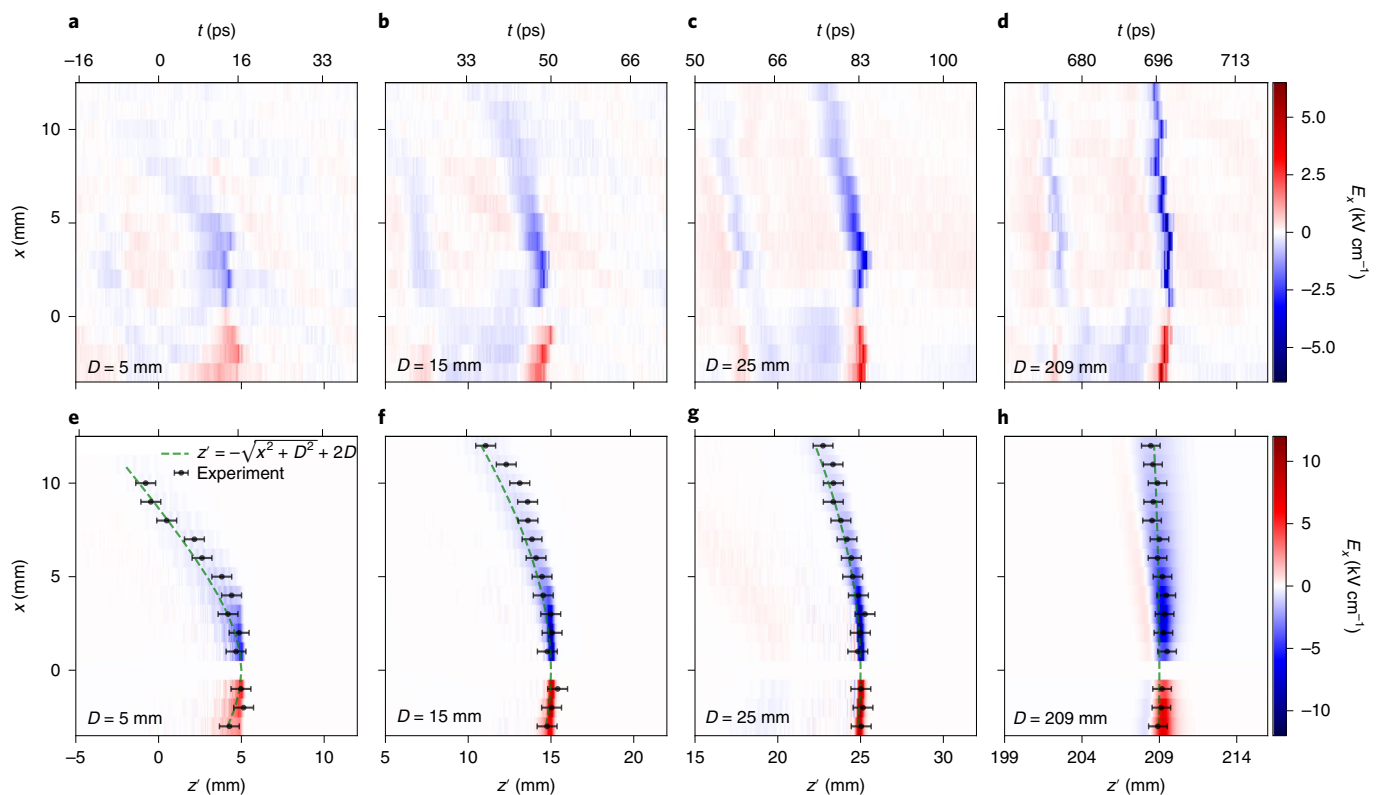 a b c d
t (ps) t (ps) t (ps) t (ps)
−16 0 16 33 33 50 66 50 66 83 100 680 696 713
10
5
0
x (mm)
D = 5 mm D = 15 mm D = 25 mm D = 209 mm
5.0
2.5
0
−2.5
−5.0
Eₓ (kV cm⁻¹)
e f g h
z′ = −√x² + D² + 2D
Experiment
10
5
0
x (mm)
D = 5 mm D = 15 mm D = 25 mm D = 209 mm
10
5
0
−5
−10
Eₓ (kV cm⁻¹)
−5 0 5 10 5 10 15 20 15 20 25 30 199 204 209 214
z′ (mm) z′ (mm) z′ (mm) z′ (mm)